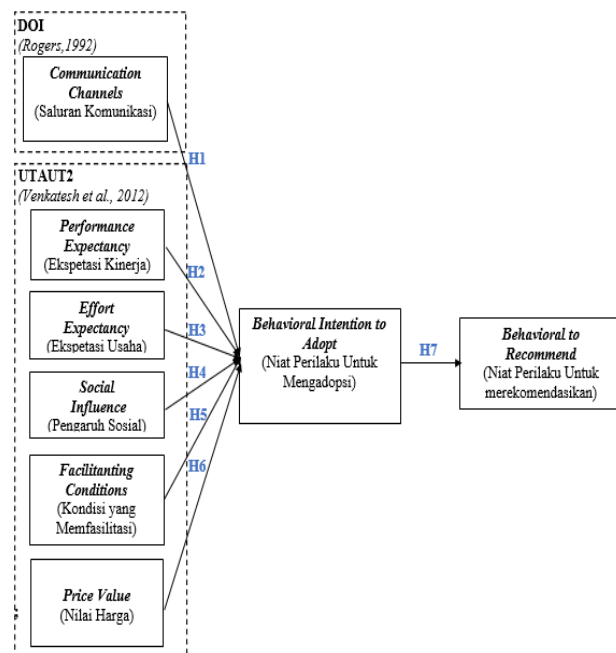 DOI
(Rogers,1992)
Communication
Channels
(Saluran Komunikasi)
H1
UTAUT2
(Venkatesh et al., 2012)
Performance
Expectancy
(Ekspetasi Kinerja)
H2
Effort
Expectancy
(Ekspetasi Usaha)
H3
Social
Influence
(Pengaruh Sosial)
H4
Facilitanting
Conditions
(Kondisi yang
Memfasilitasi)
H5
Price Value
(Nilai Harga)
H6
Behavioral Intention to
Adopt
(Niat Perilaku Untuk
Mengadopsi)
H7
Behavioral to
Recommend
(Niat Perilaku Untuk
merekomendasikan)